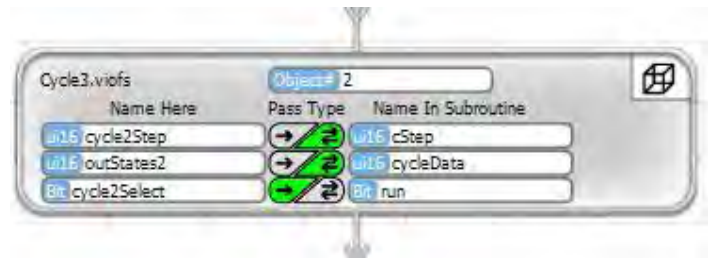 Cycle3.viofs Object# 2
Name Here Pass Type Name In Subroutine
ui16 cycle2Step ui16 cStep
ui16 outStates2 ui16 cycleData
Bit cycle2Select Bit run